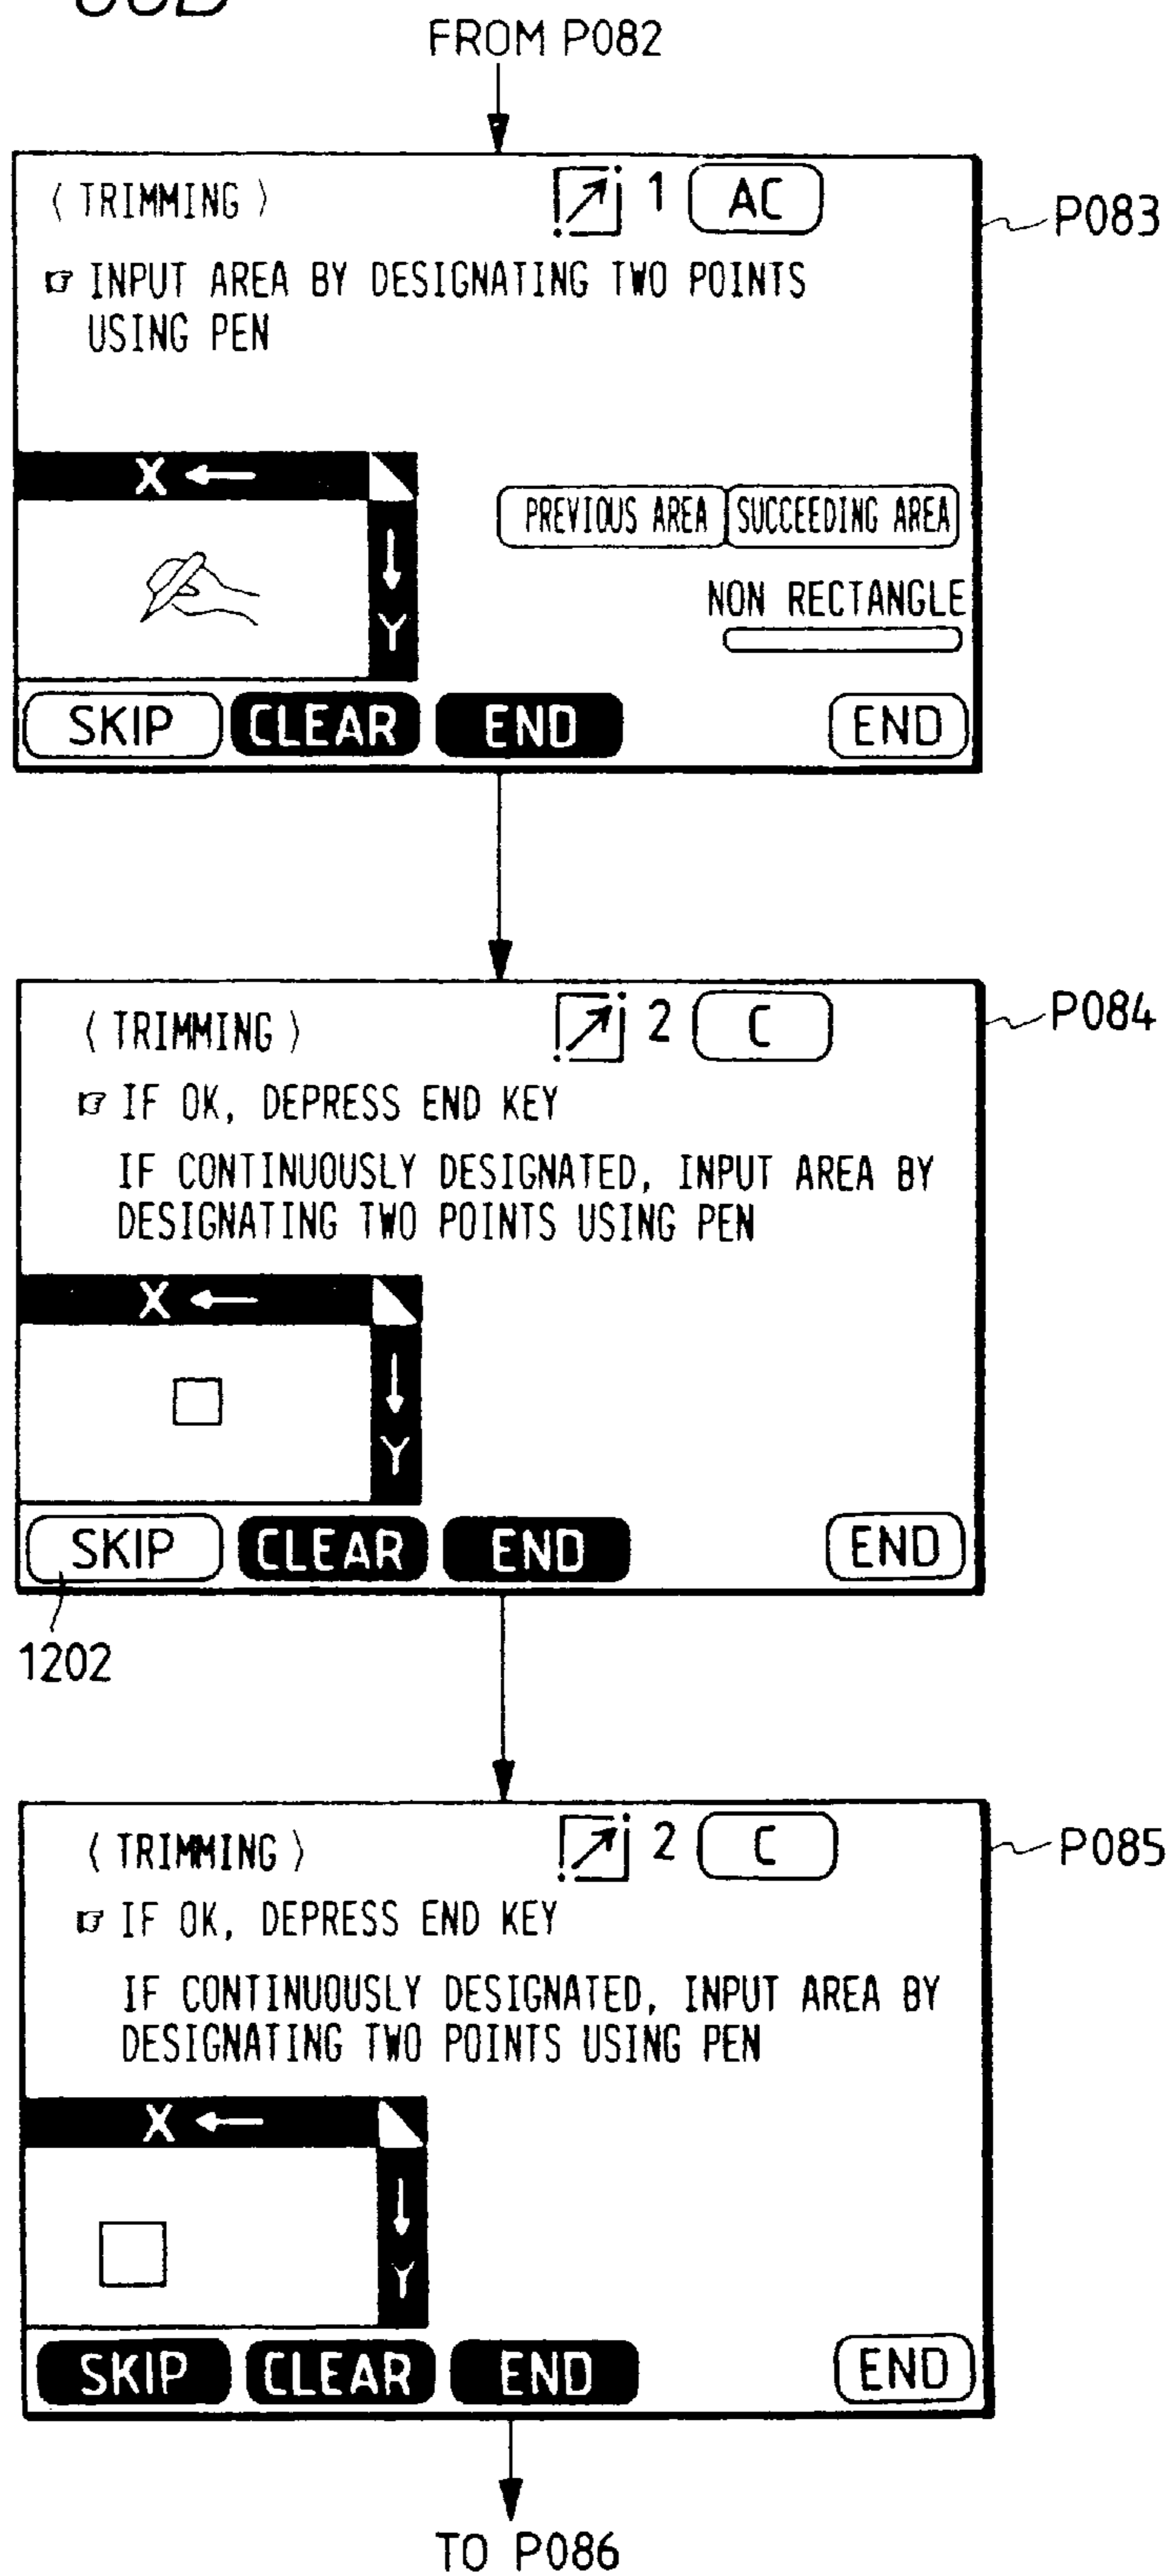 FROM P082
⟨ TRIMMING ⟩ 1 AC
P083
☞ INPUT AREA BY DESIGNATING TWO POINTS
USING PEN
X ←
PREVIOUS AREA SUCCEEDING AREA
↓
Y
NON RECTANGLE
SKIP CLEAR END END
⟨ TRIMMING ⟩ 2 C
P084
☞ IF OK, DEPRESS END KEY
IF CONTINUOUSLY DESIGNATED, INPUT AREA BY
DESIGNATING TWO POINTS USING PEN
X ←
↓
Y
SKIP CLEAR END END
1202
⟨ TRIMMING ⟩ 2 C
P085
☞ IF OK, DEPRESS END KEY
IF CONTINUOUSLY DESIGNATED, INPUT AREA BY
DESIGNATING TWO POINTS USING PEN
X ←
↓
Y
SKIP CLEAR END END
TO P086